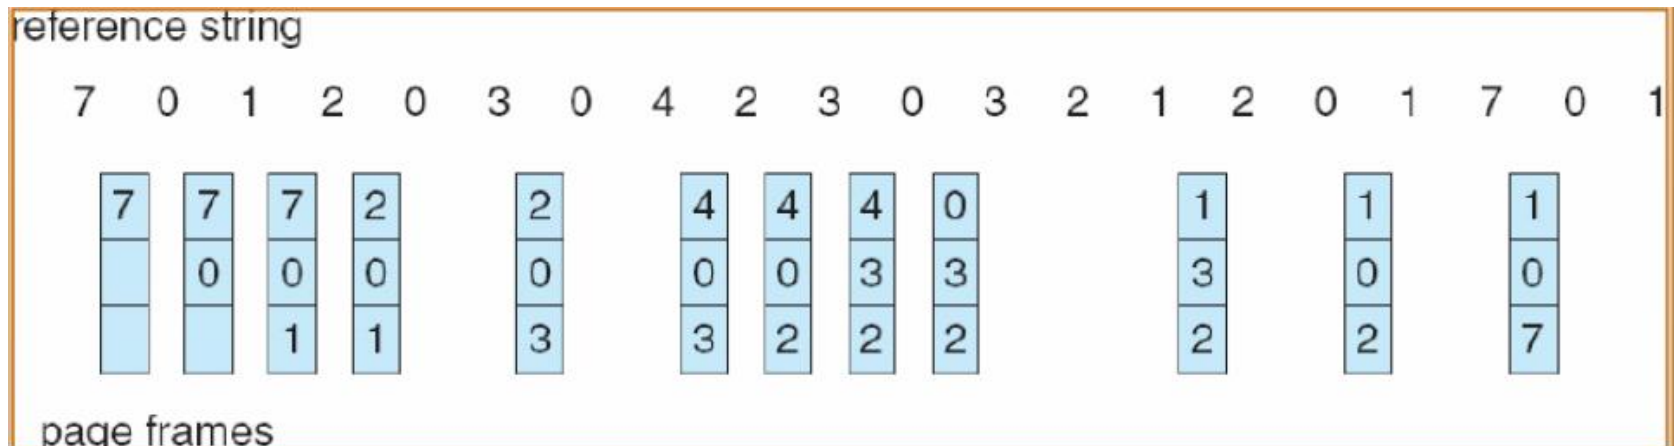 reference string
7 0 1 2 0 3 0 4 2 3 0 3 2 1 2 0 1 7 0 1
7 7 7 2 2 4 4 4 0 1 1 1
0 0 0 0 0 0 3 3 3 0 0
1 1 3 3 2 2 2 2 2 7
page frames